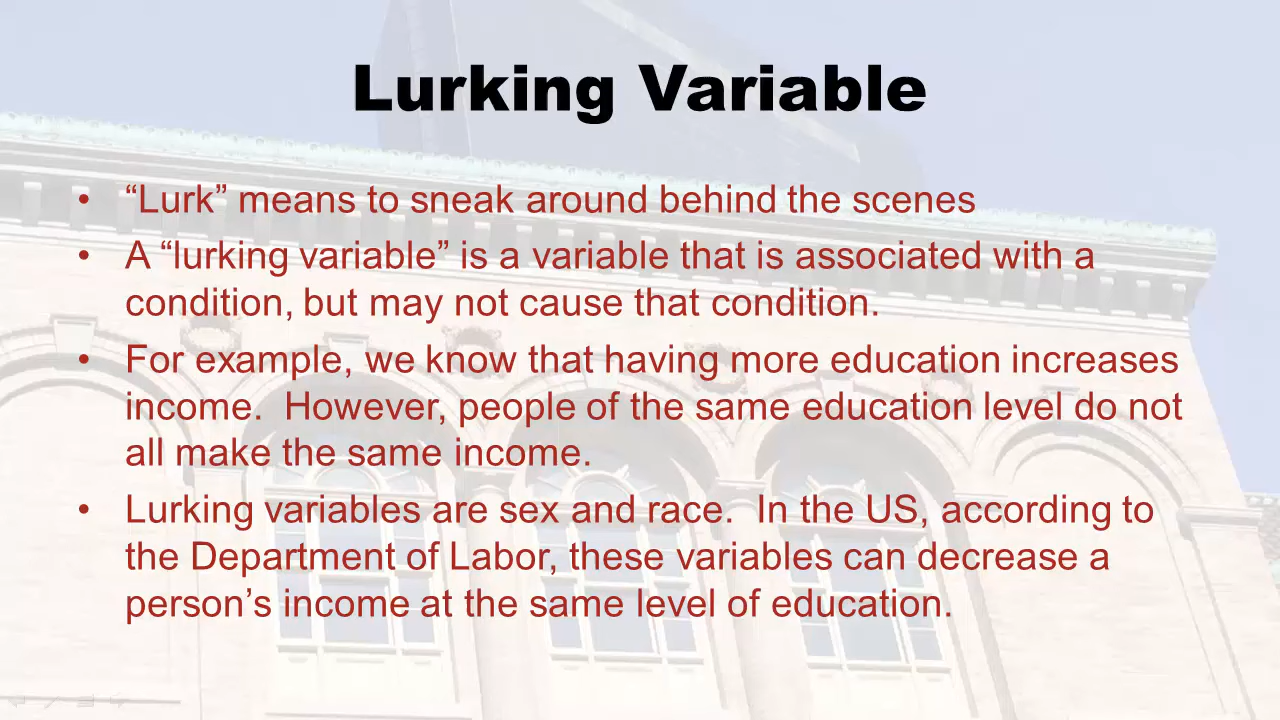 Lurking Variable
• “Lurk” means to sneak around behind the scenes
• A “lurking variable” is a variable that is associated with a
condition, but may not cause that condition.
• For example, we know that having more education increases
income.  However, people of the same education level do not
all make the same income.
• Lurking variables are sex and race.  In the US, according to
the Department of Labor, these variables can decrease a
person’s income at the same level of education.